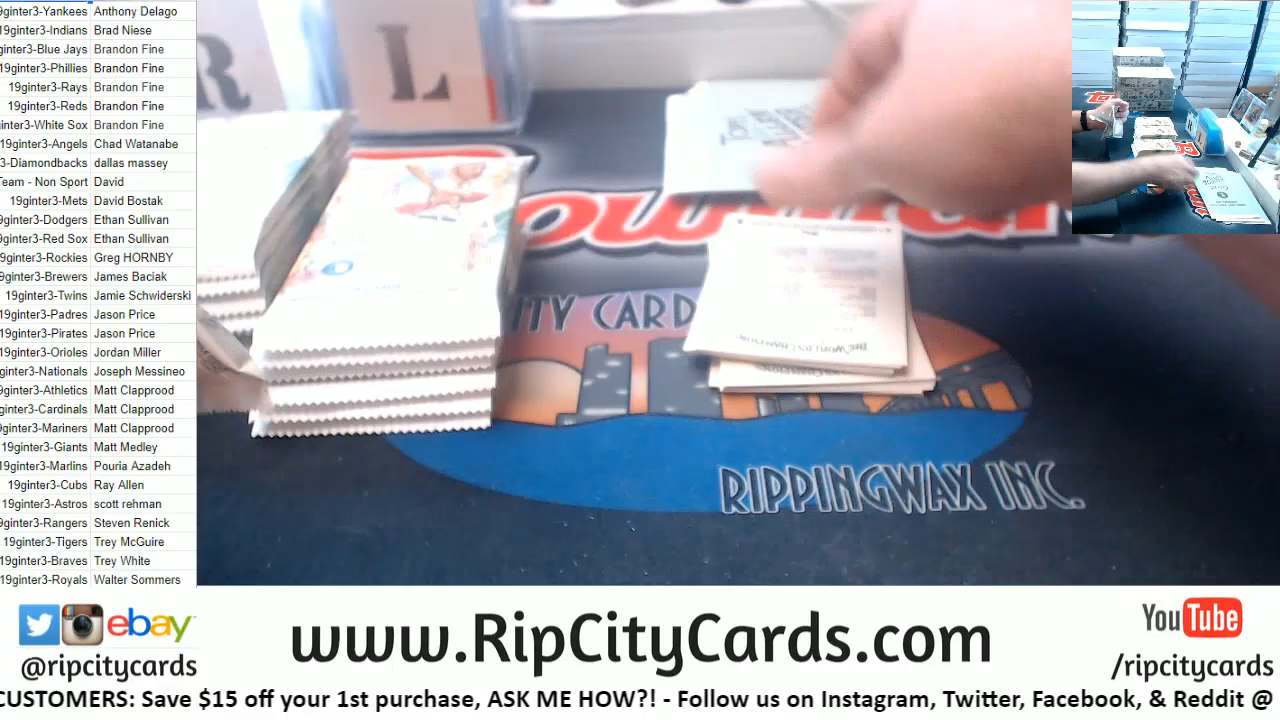 9ginter3-Yankees Anthony Delago
19ginter3-Indians Brad Niese
ginter3-Blue Jays Brandon Fine
19ginter3-Phillies Brandon Fine
19ginter3-Rays Brandon Fine
19ginter3-Reds Brandon Fine
inter3-White Sox Brandon Fine
19ginter3-Angels Chad Watanabe
3-Diamondbacks dallas massey
Team - Non Sport David
19ginter3-Mets David Bostak
9ginter3-Dodgers Ethan Sullivan
9ginter3-Red Sox Ethan Sullivan
9ginter3-Rockies Greg HORNBY
9ginter3-Brewers James Baciak
19ginter3-Twins Jamie Schwiderski
19ginter3-Padres Jason Price
19ginter3-Pirates Jason Price
19ginter3-Orioles Jordan Miller
ginter3-Nationals Joseph Messineo
9ginter3-Athletics Matt Clapprood
ginter3-Cardinals Matt Clapprood
9ginter3-Mariners Matt Clapprood
19ginter3-Giants Matt Medley
9ginter3-Marlins Pouria Azadeh
19ginter3-Cubs Ray Allen
19ginter3-Astros scott rehman
9ginter3-Rangers Steven Renick
19ginter3-Tigers Trey McGuire
19ginter3-Braves Trey White
19ginter3-Royals Walter Sommers
R L
ITY CARD
RIPPINGWAX INC.
ebay
@ripcitycards
www.RipCityCards.com
YouTube
/ripcitycards
CUSTOMERS: Save $15 off your 1st purchase, ASK ME HOW?! - Follow us on Instagram, Twitter, Facebook, & Reddit @